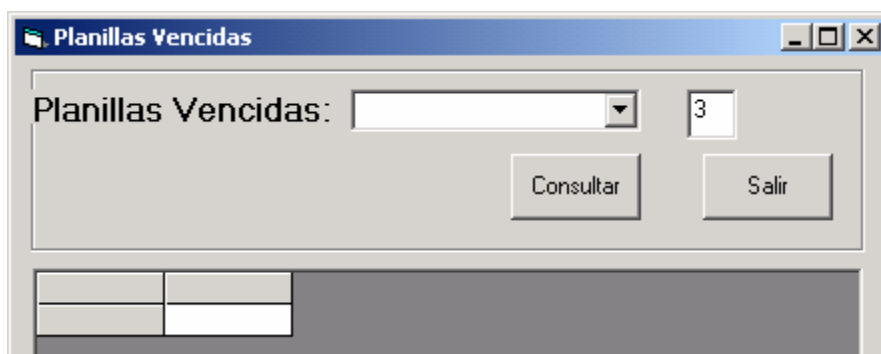 Planillas Vencidas
Planillas Vencidas: 3
Consultar Salir